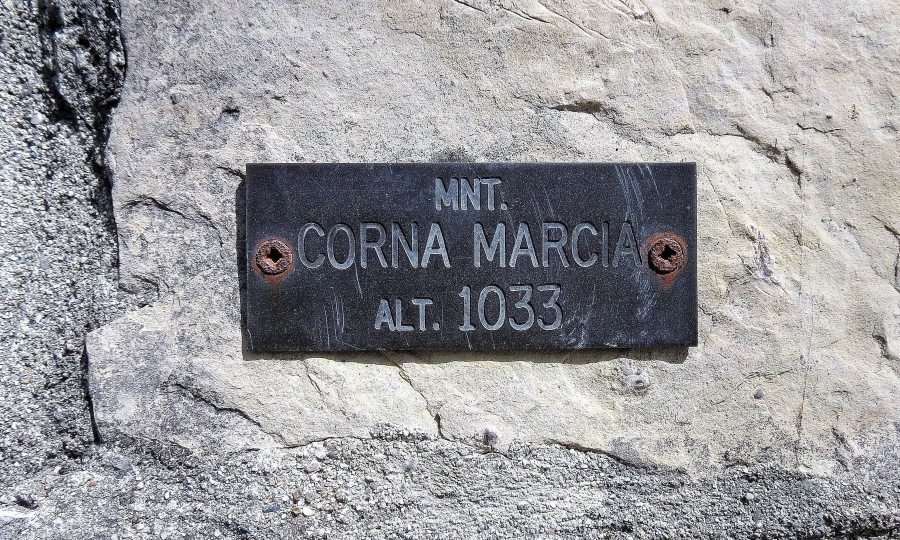 MNT.
CORNA MARCIA
ALT. 1033